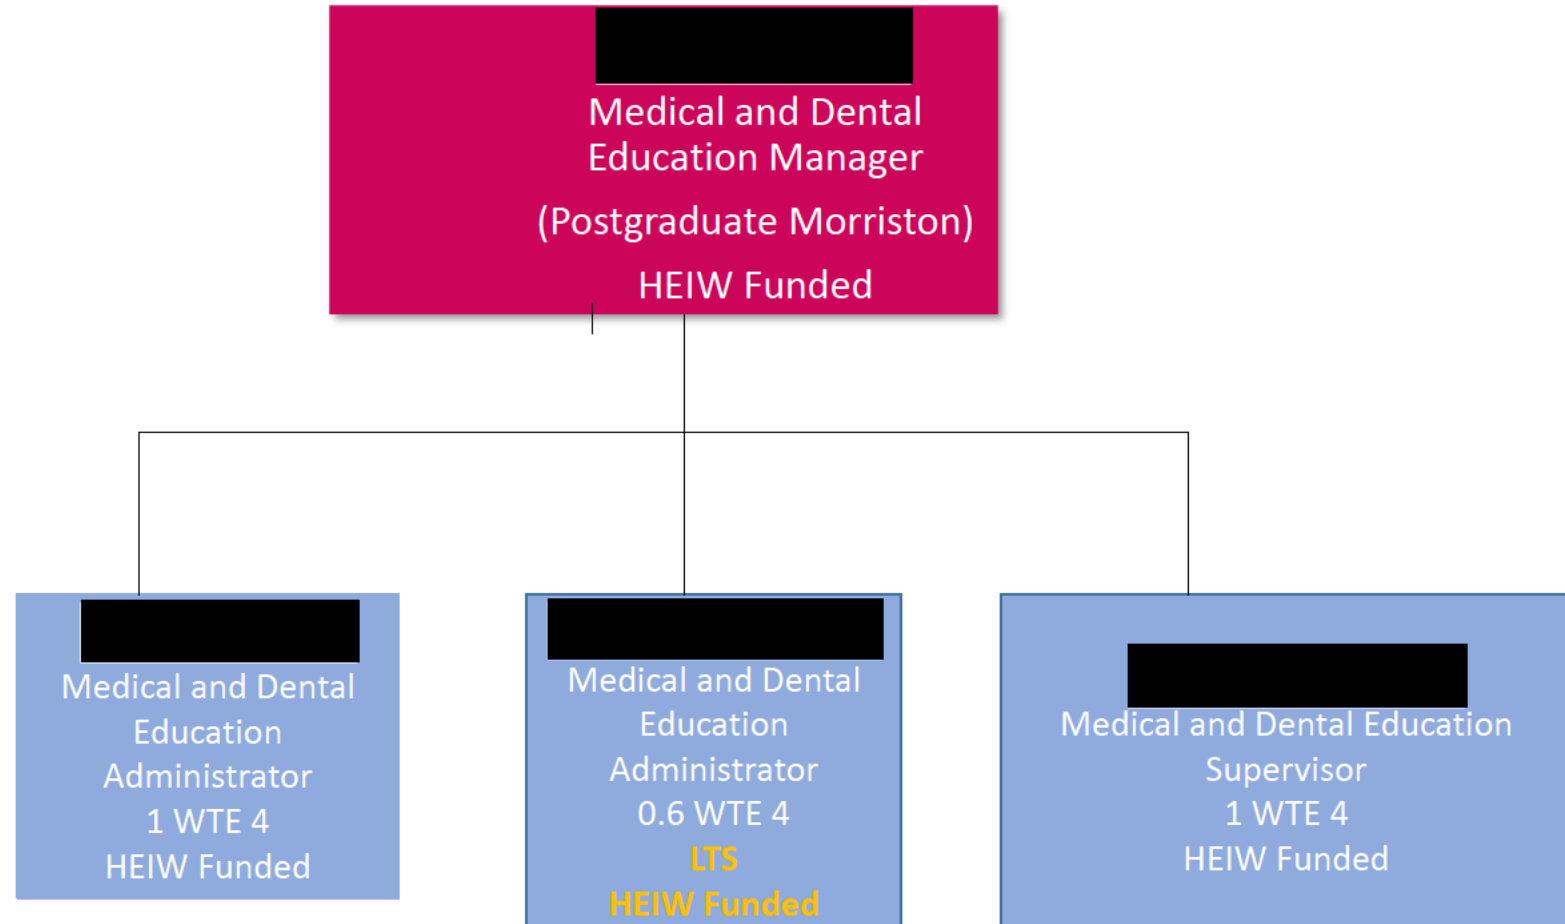 Medical and Dental
Education Manager
(Postgraduate Morriston)
HEIW Funded
Medical and Dental
Education
Administrator
1 WTE 4
HEIW Funded
Medical and Dental
Education
Administrator
0.6 WTE 4
LTS
HEIW Funded
Medical and Dental Education
Supervisor
1 WTE 4
HEIW Funded